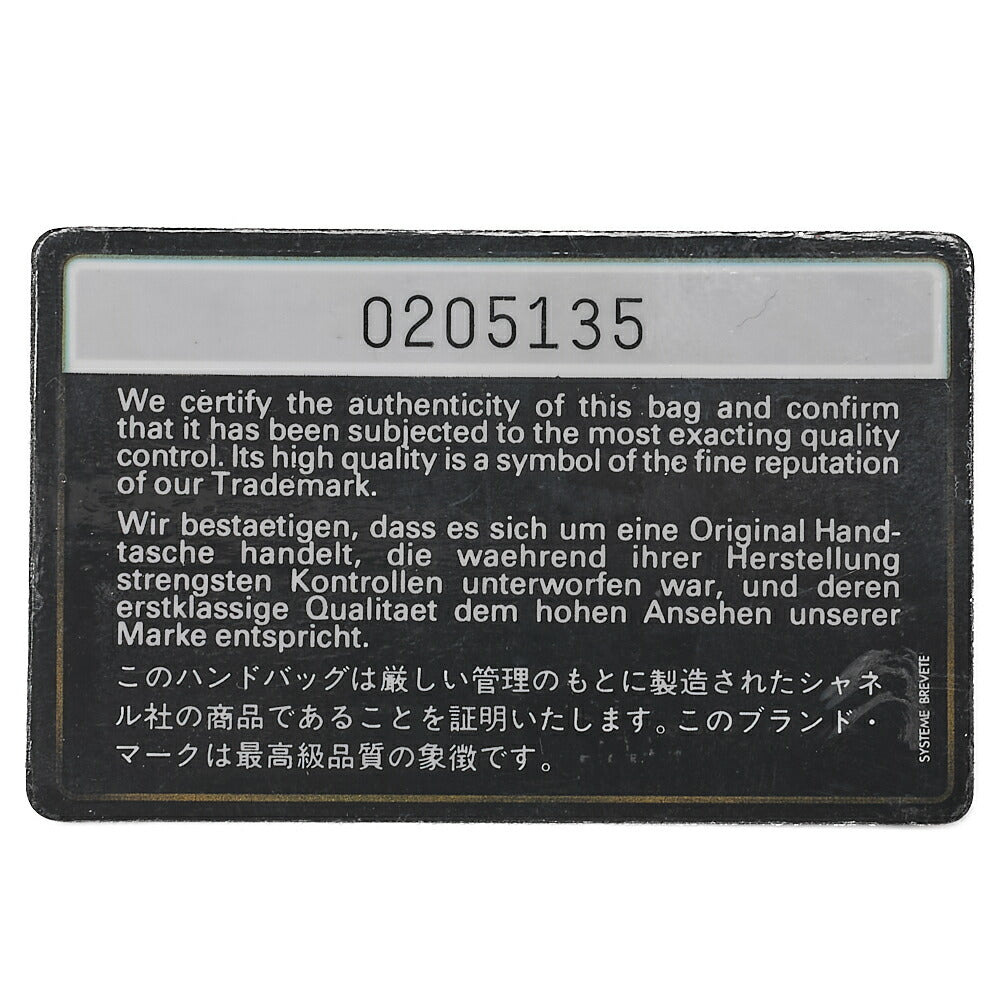 0205135
We certify the authenticity of this bag and confirm
that it has been subjected to the most exacting quality
control. Its high quality is a symbol of the fine reputation
of our Trademark.
Wir bestaetigen, dass es sich um eine Original Hand-
tasche handelt, die waehrend ihrer Herstellung
strengsten Kontrollen unterworfen war, und deren
erstklassige Qualitaet dem hohen Ansehen unserer
Marke entspricht.
このハンドバッグは厳しい管理のもとに製造されたシャネ
ル社の商品であることを証明いたします。このブランド・
マークは最高級品質の象徴です。
SYSTEME BREVETE